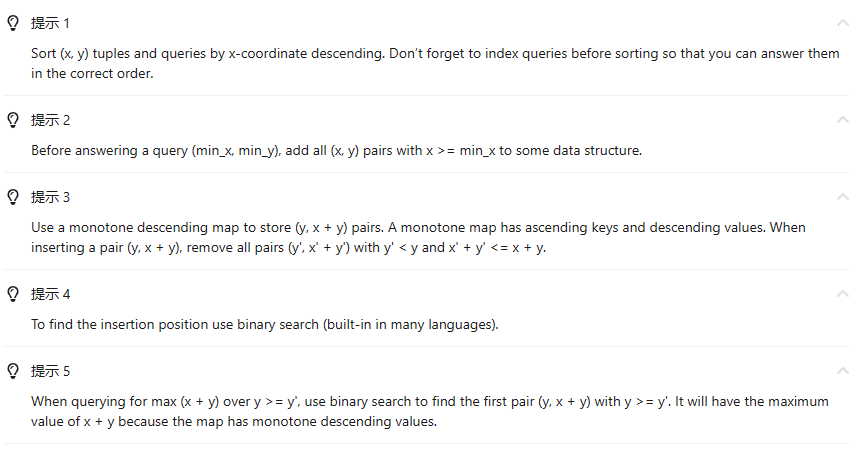 提示 1
Sort (x, y) tuples and queries by x-coordinate descending. Don't forget to index queries before sorting so that you can answer them
in the correct order.
提示 2
Before answering a query (min_x, min_y), add all (x, y) pairs with x >= min_x to some data structure.
提示 3
Use a monotone descending map to store (y, x + y) pairs. A monotone map has ascending keys and descending values. When
inserting a pair (y, x + y), remove all pairs (y', x' + y') with y' < y and x' + y' <= x + y.
提示 4
To find the insertion position use binary search (built-in in many languages).
提示 5
When querying for max (x + y) over y >= y', use binary search to find the first pair (y, x + y) with y >= y'. It will have the maximum
value of x + y because the map has monotone descending values.